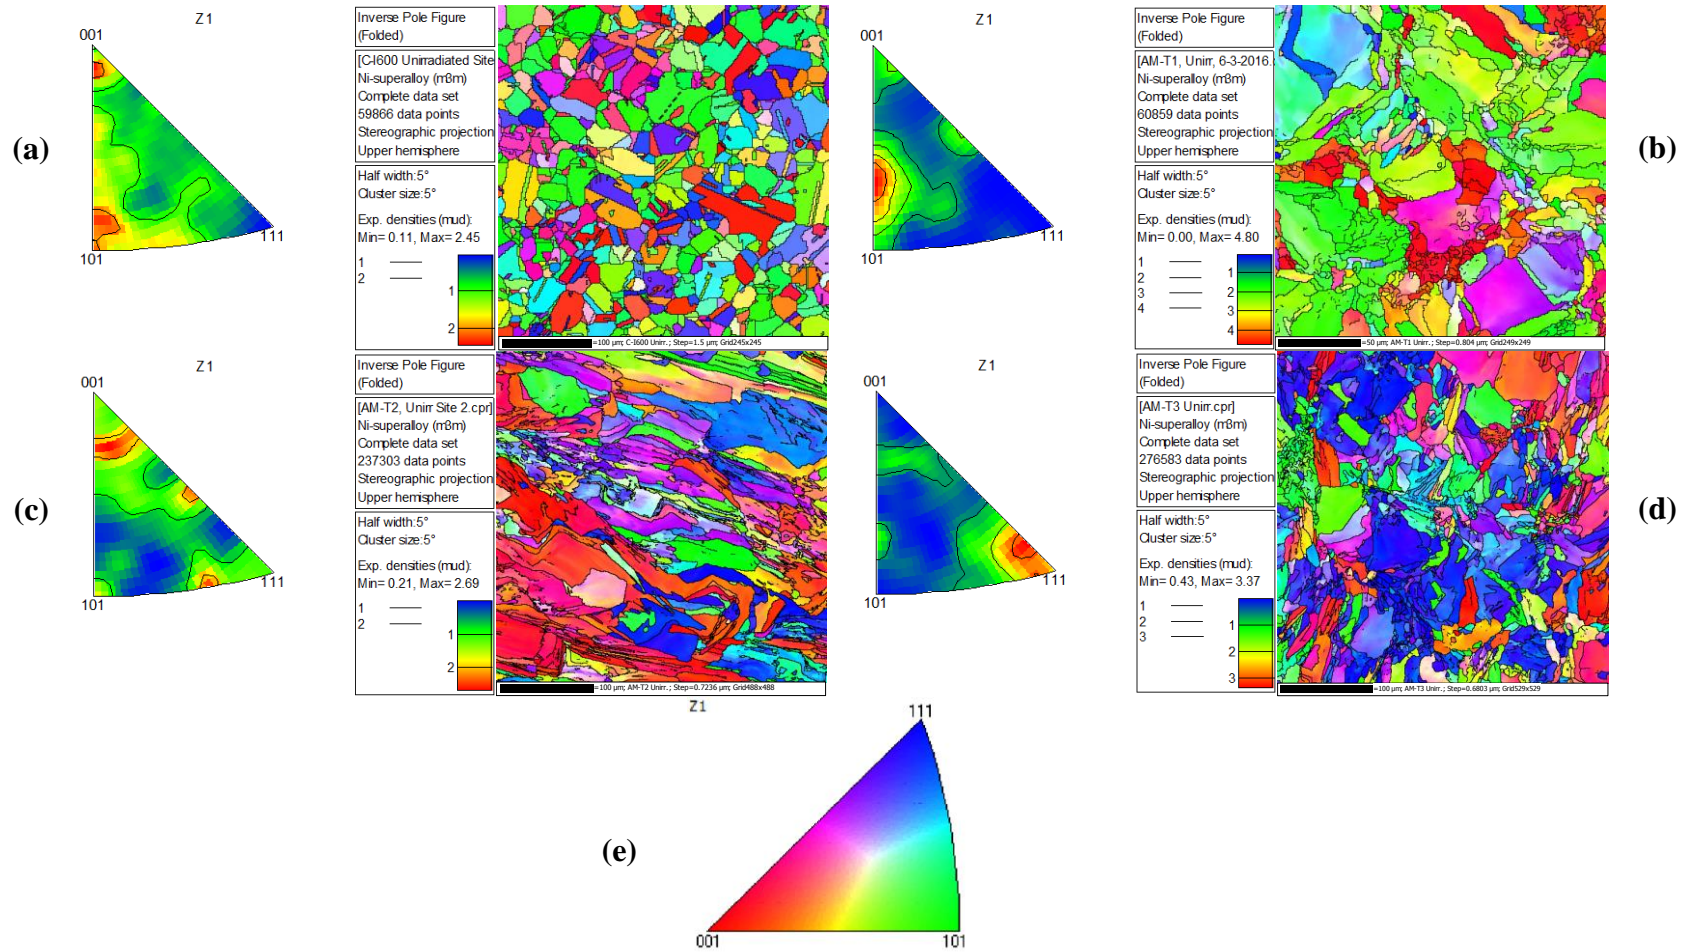 (a)
Z1
001
101
111
Inverse Pole Figure
(Folded)
[C-I600 Unirradiated Site
Ni-superalloy (m3m)
Complete data set
59866 data points
Stereographic projection
Upper hemisphere
Half width:5°
Cluster size:5°
Exp. densities (mud):
Min= 0.11, Max= 2.45
1
2
1
2
=100 µm; C-I600 Unirr.; Step=1.5 µm; Grid245x245
(b)
Z1
001
101
111
Inverse Pole Figure
(Folded)
[AM-T1, Unirr, 6-3-2016.
Ni-superalloy (m3m)
Complete data set
60859 data points
Stereographic projection
Upper hemisphere
Half width:5°
Cluster size:5°
Exp. densities (mud):
Min= 0.00, Max= 4.80
1
2
3
4
1
2
3
4
=50 µm; AM-T1 Unirr.; Step=0.804 µm; Grid249x249
(c)
Z1
001
101
111
Inverse Pole Figure
(Folded)
[AM-T2, Unirr Site 2.cpr]
Ni-superalloy (m3m)
Complete data set
237303 data points
Stereographic projection
Upper hemisphere
Half width:5°
Cluster size:5°
Exp. densities (mud):
Min= 0.21, Max= 2.69
1
2
1
2
=100 µm; AM-T2 Unirr.; Step=0.7236 µm; Grid488x488
(d)
Z1
001
101
111
Inverse Pole Figure
(Folded)
[AM-T3 Unirr.cpr]
Ni-superalloy (m3m)
Complete data set
276583 data points
Stereographic projection
Upper hemisphere
Half width:5°
Cluster size:5°
Exp. densities (mud):
Min= 0.43, Max= 3.37
1
2
3
1
2
3
=100 µm; AM-T3 Unirr.; Step=0.6803 µm; Grid529x529
(e)
Z1
111
001
101